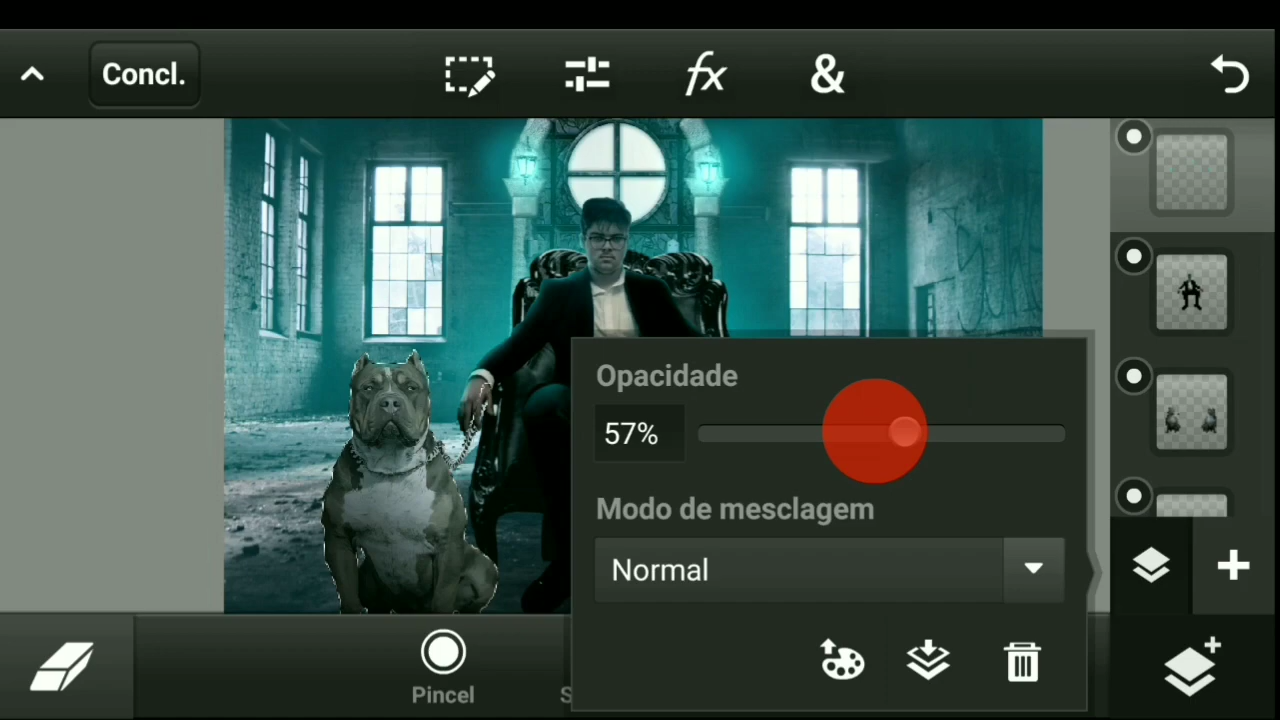 Concl.
fx
&
Opacidade
57%
Modo de mesclagem
Normal
Pincel
S